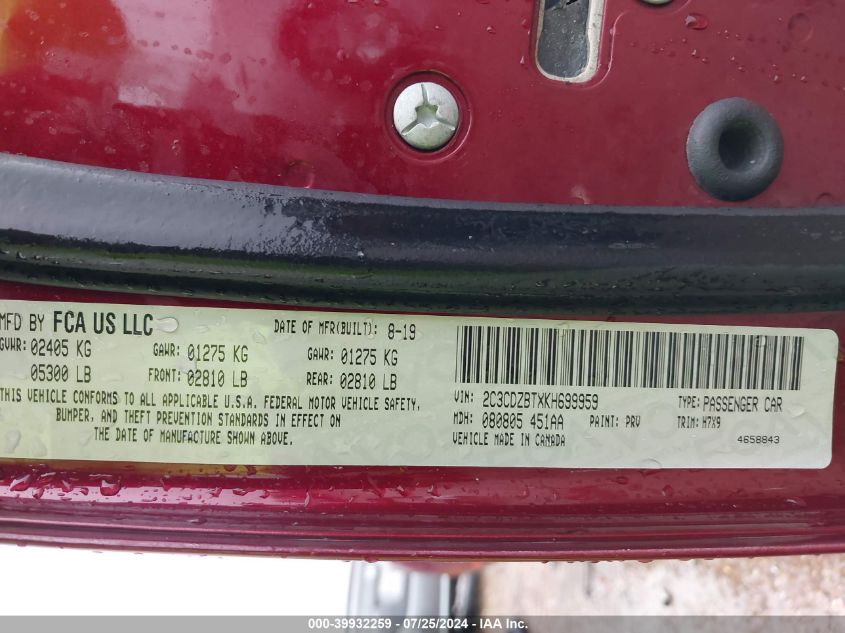 MFD BY FCA US LLC
DATE OF MFR(BUILT): 8-19
GVWR: 02405 KG
GAWR: 01275 KG
GAWR: 01275 KG
05300 LB
FRONT: 02810 LB
REAR: 02810 LB
THIS VEHICLE CONFORMS TO ALL APPLICABLE U.S.A. FEDERAL MOTOR VEHICLE SAFETY,
BUMPER, AND THEFT PREVENTION STANDARDS IN EFFECT ON
THE DATE OF MANUFACTURE SHOWN ABOVE.
VIN: 2C3CDZBTXKH699959
TYPE: PASSENGER CAR
MDH: 080805 451AA
PAINT: PRV
TRIM: H7X9
VEHICLE MADE IN CANADA
4658843
000-39932259 - 07/25/2024 - IAA Inc.